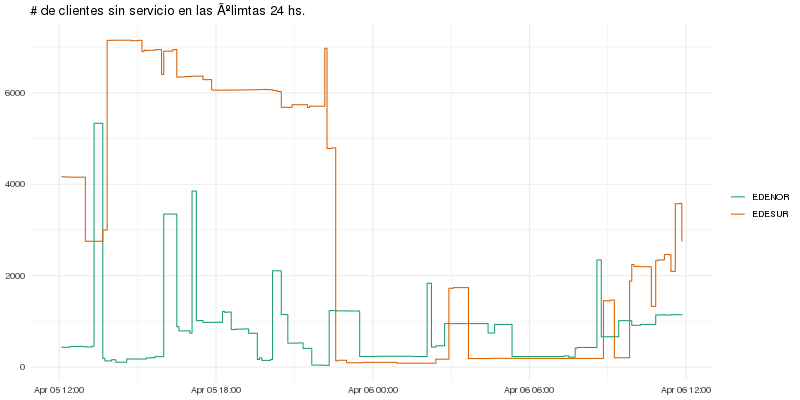 # de clientes sin servicio en las Ãºlimtas 24 hs.
6000
4000
2000
0
Apr 05 12:00
Apr 05 18:00
Apr 06 00:00
Apr 06 06:00
Apr 06 12:00
EDENOR
EDESUR